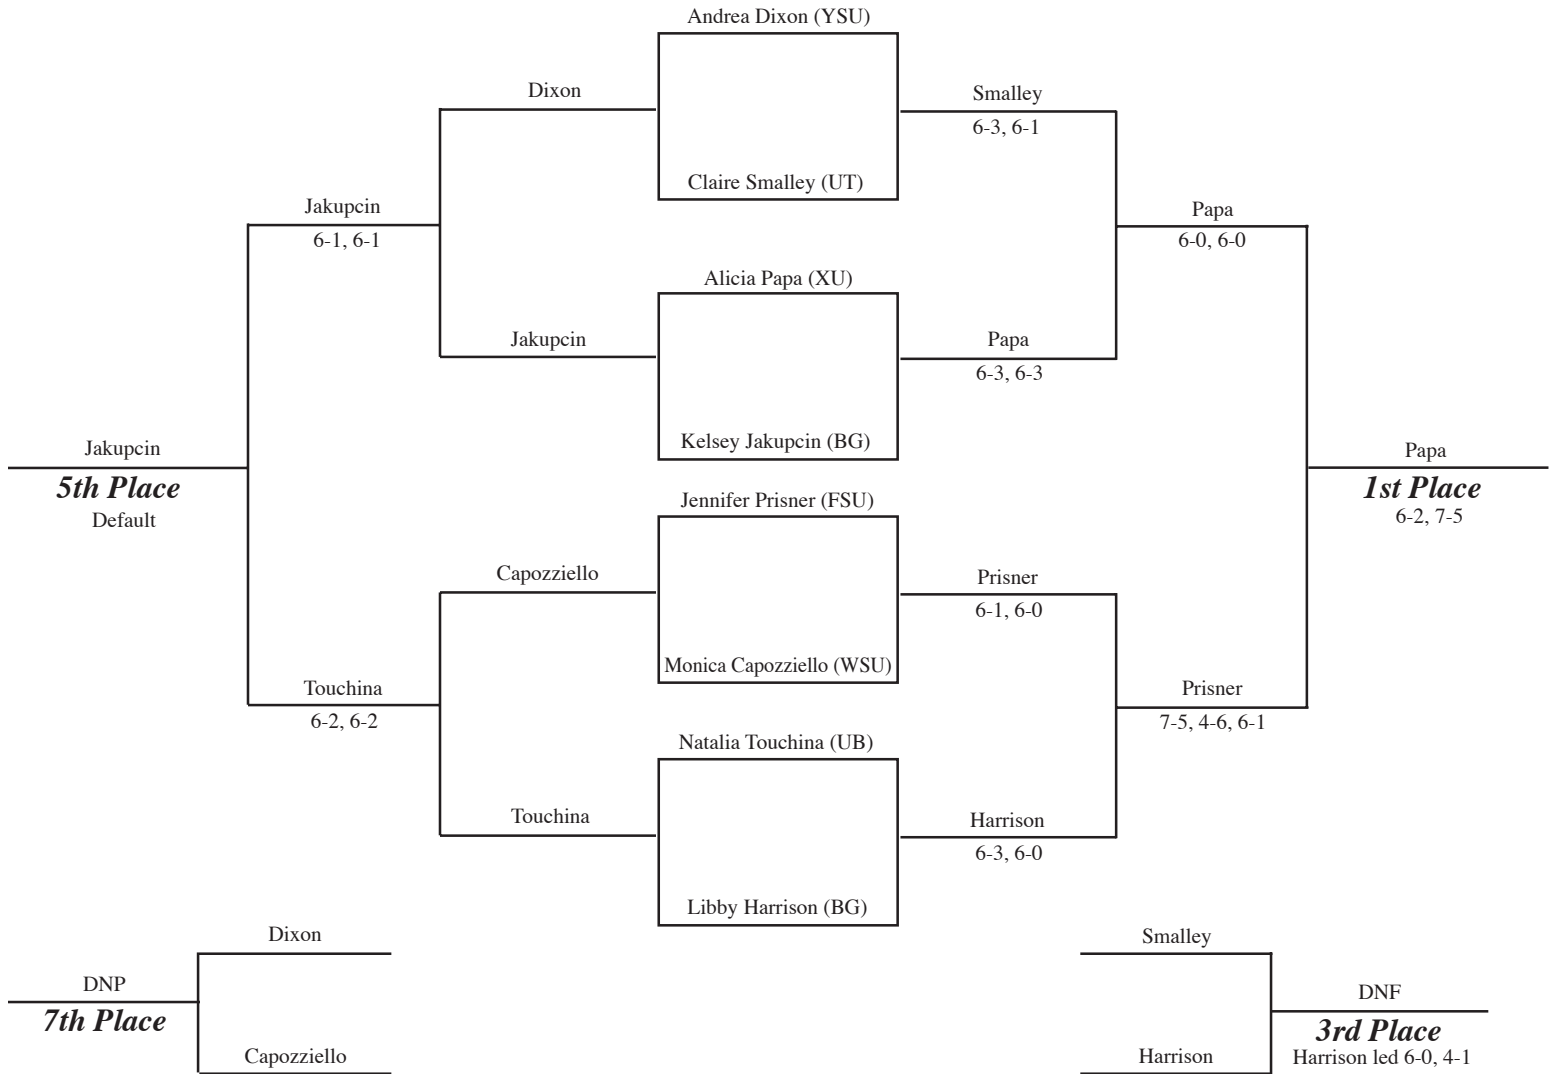 Andrea Dixon (YSU)
Dixon
Smalley
6-3, 6-1
Claire Smalley (UT)
Jakupcin
6-1, 6-1
Papa
6-0, 6-0
Alicia Papa (XU)
Jakupcin
Papa
6-3, 6-3
Kelsey Jakupcin (BG)
Jakupcin
5th Place
Default
Papa
1st Place
6-2, 7-5
Jennifer Prisner (FSU)
Capozziello
Prisner
6-1, 6-0
Monica Capozziello (WSU)
Touchina
6-2, 6-2
Prisner
7-5, 4-6, 6-1
Natalia Touchina (UB)
Touchina
Harrison
6-3, 6-0
Libby Harrison (BG)
Dixon
DNP
7th Place
Capozziello
Smalley
DNF
3rd Place
Harrison led 6-0, 4-1
Harrison